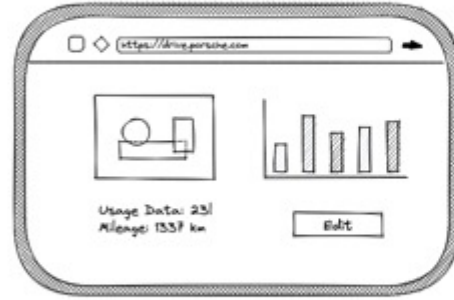 https://drive.porsche.com
Usage Data: 231
Mileage: 1337 km
Edit